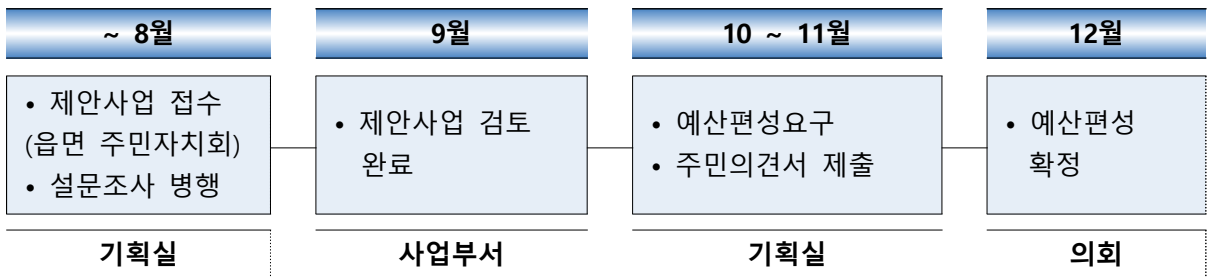 ~ 8월
9월
10 ~ 11월
12월
• 제안사업 접수
(읍면 주민자치회)
• 설문조사 병행
• 제안사업 검토
완료
• 예산편성요구
• 주민의견서 제출
• 예산편성
확정
기획실
사업부서
기획실
의회